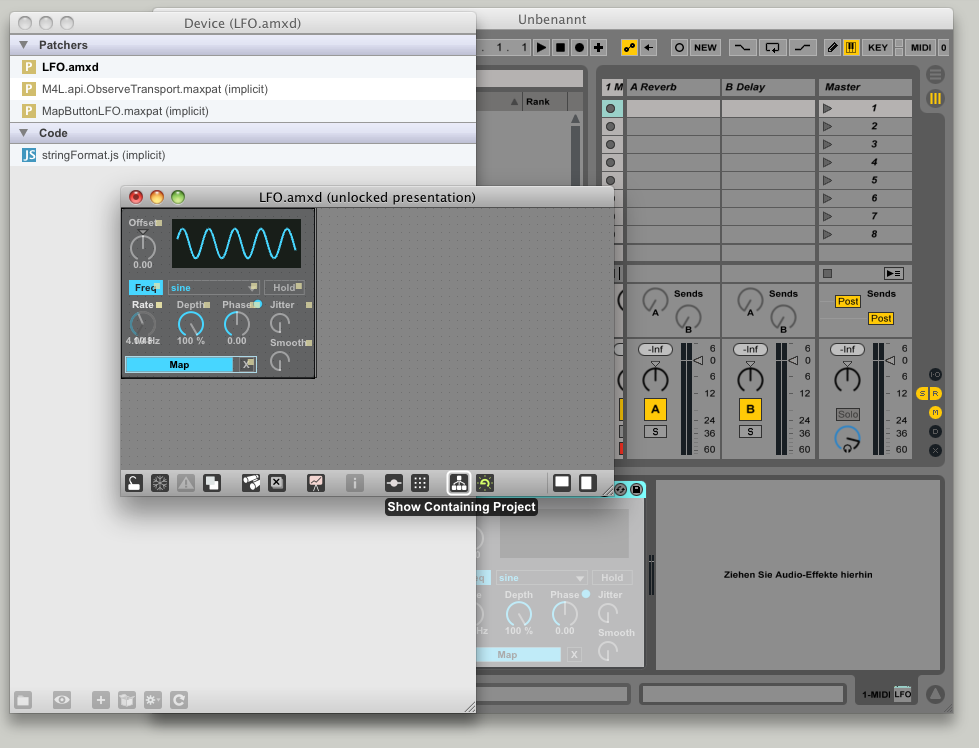 Device (LFO.amxd)
Patchers
P LFO.amxd
P M4L.api.ObserveTransport.maxpat (implicit)
P MapButtonLFO.maxpat (implicit)
Code
JS stringFormat.js (implicit)
Unbenannt
. 1 . 1
NEW
KEY
MIDI
0
Rank
1 M
A Reverb
B Delay
Master
1
2
3
4
5
6
7
8
Sends
Sends
Sends
A
B
A
B
Post
Post
-Inf
-Inf
-Inf
6
0
6
12
24
36
60
6
0
6
12
24
36
60
6
0
6
12
24
36
60
A
S
B
S
Solo
I·O
S
R
M
D
X
LFO.amxd (unlocked presentation)
Offset
0.00
Freq
sine
Hold
Rate
Depth
Phase
Jitter
100 %
0.00
Smooth
Map
X
Show Containing Project
sine
Hold
Depth
Phase
Jitter
Hz
100 %
0.00
Smooth
Map
X
Ziehen Sie Audio-Effekte hierhin
1-MIDI
LFO